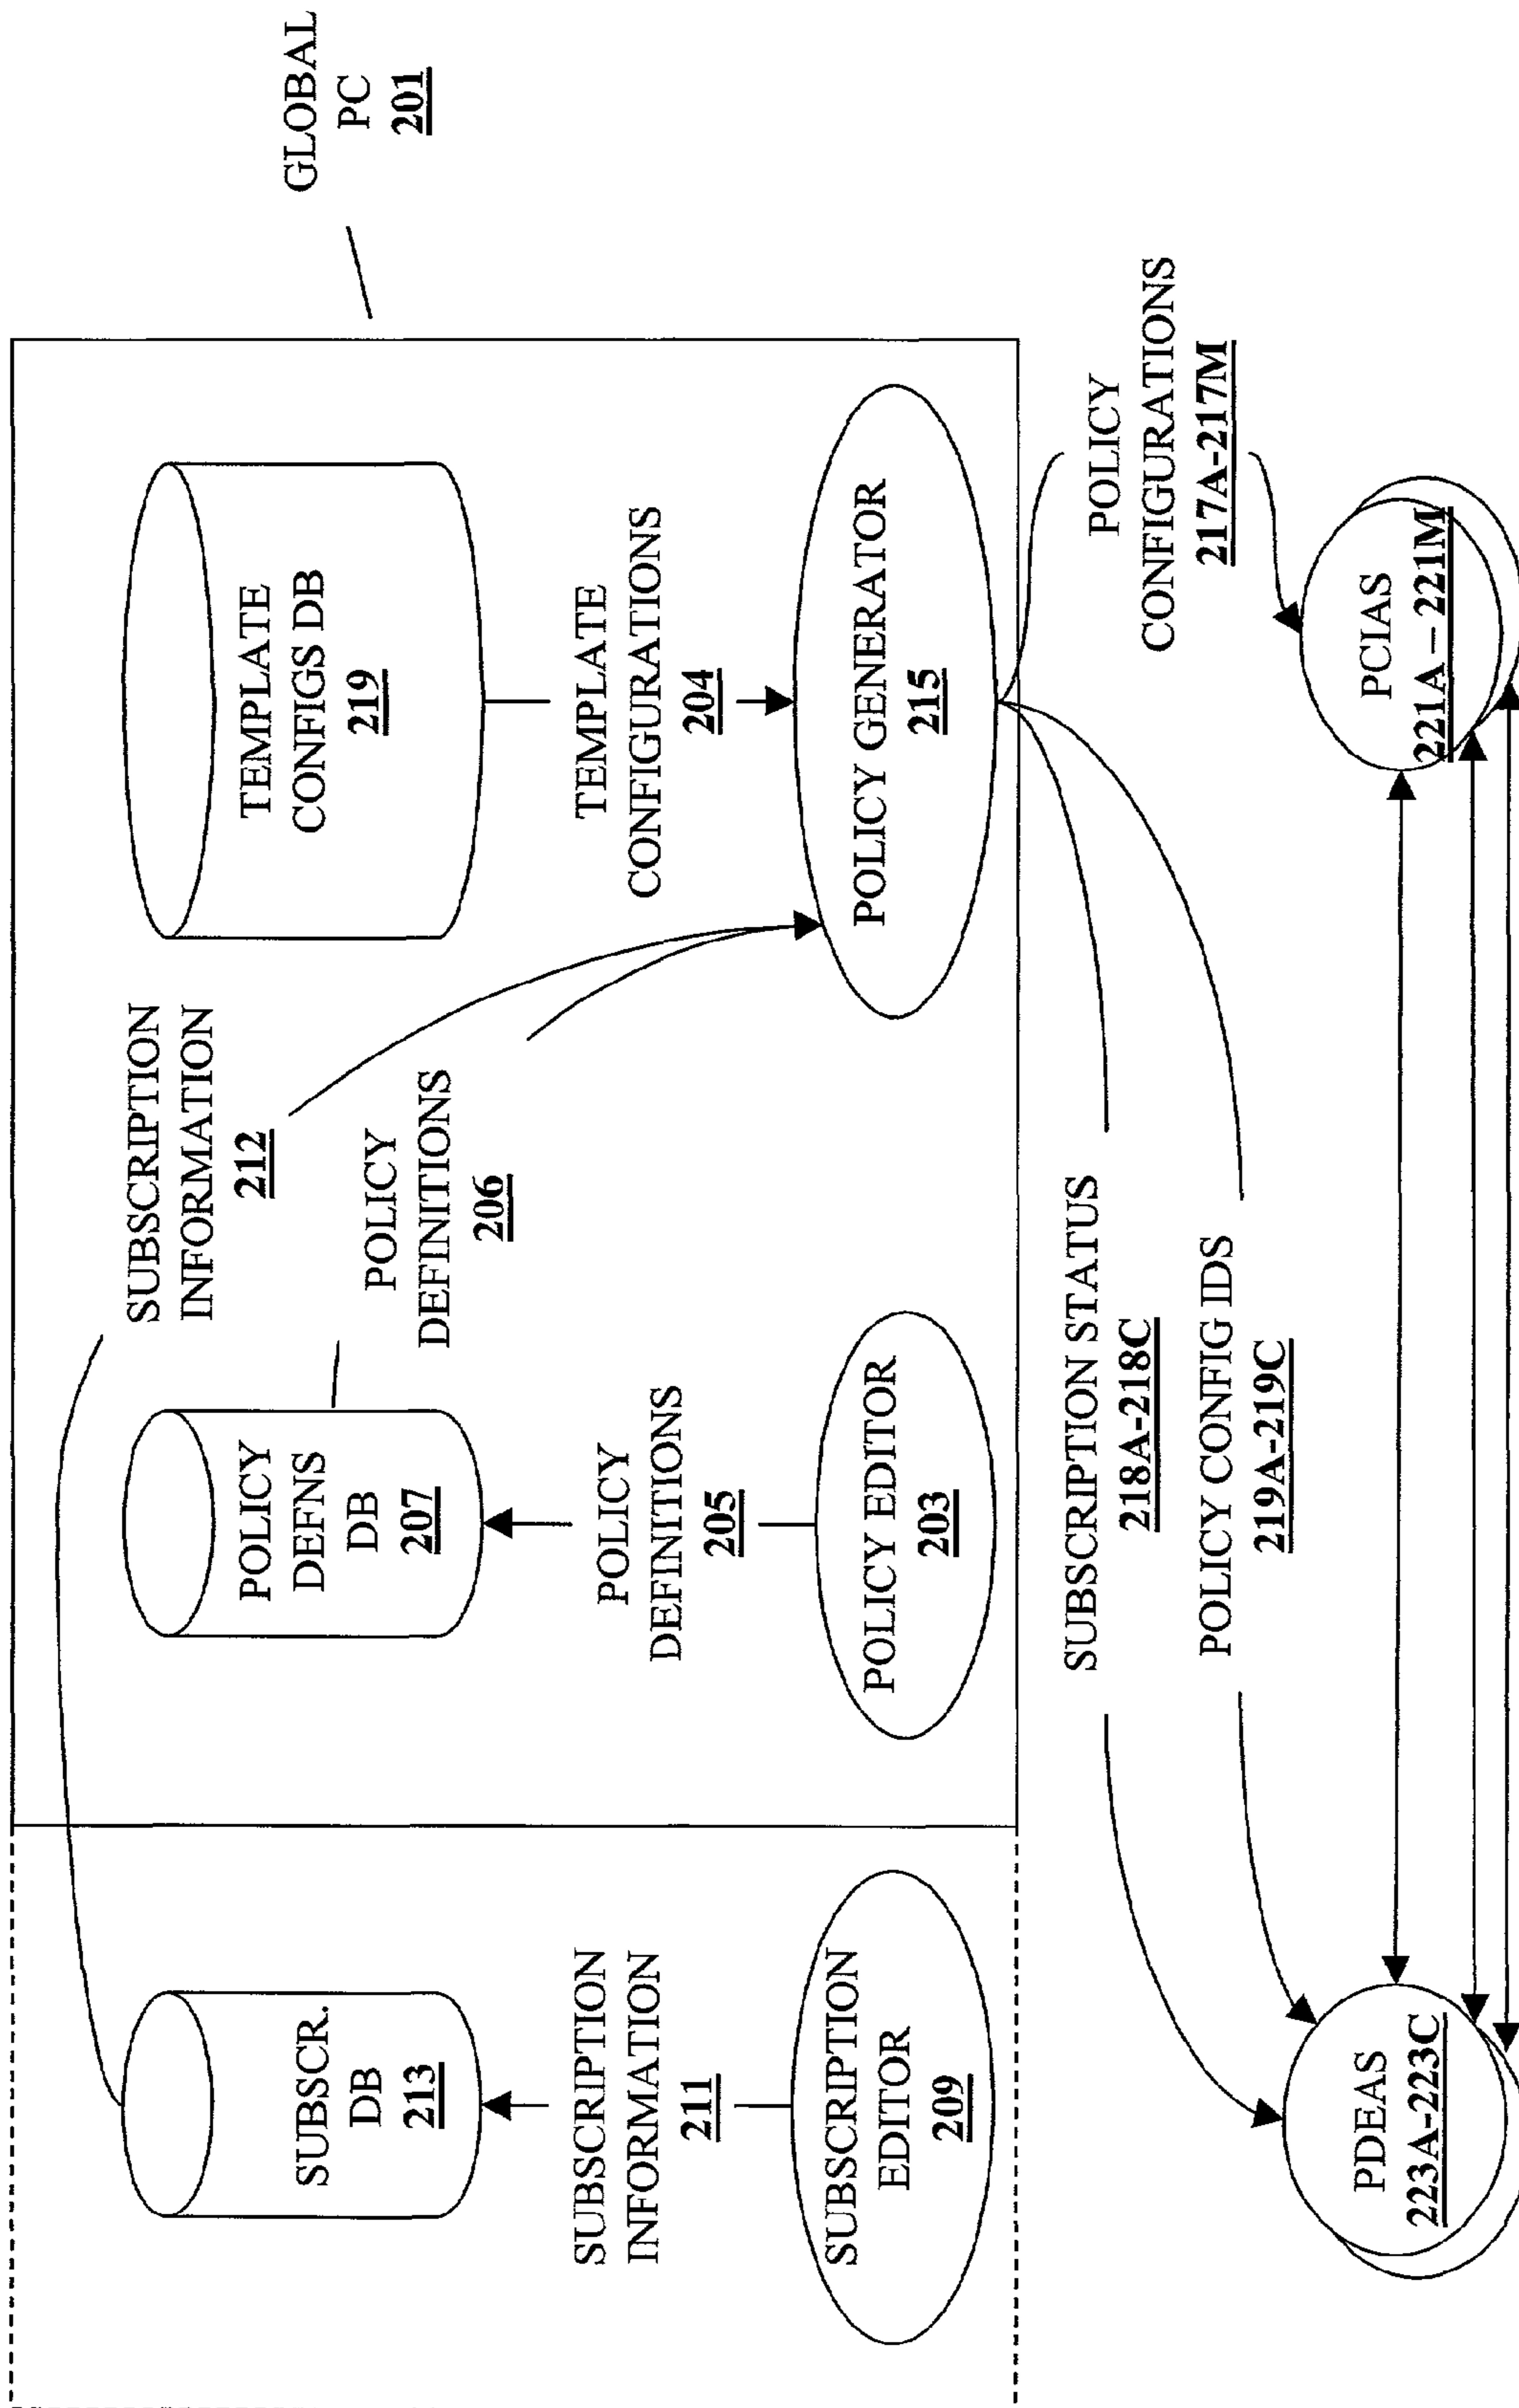 GLOBAL
PC
201
SUBSCR.
DB
213
SUBSCRIPTION
INFORMATION
211
SUBSCRIPTION
EDITOR
209
POLICY
DEFNS
DB
207
POLICY
DEFINITIONS
205
POLICY EDITOR
203
SUBSCRIPTION
INFORMATION
212
POLICY
DEFINITIONS
206
TEMPLATE
CONFIGS DB
219
TEMPLATE
CONFIGURATIONS
204
POLICY GENERATOR
215
SUBSCRIPTION STATUS
218A-218C
POLICY CONFIG IDS
219A-219C
POLICY
CONFIGURATIONS
217A-217M
PDEAS
223A-223C
PCIAS
221A – 221M